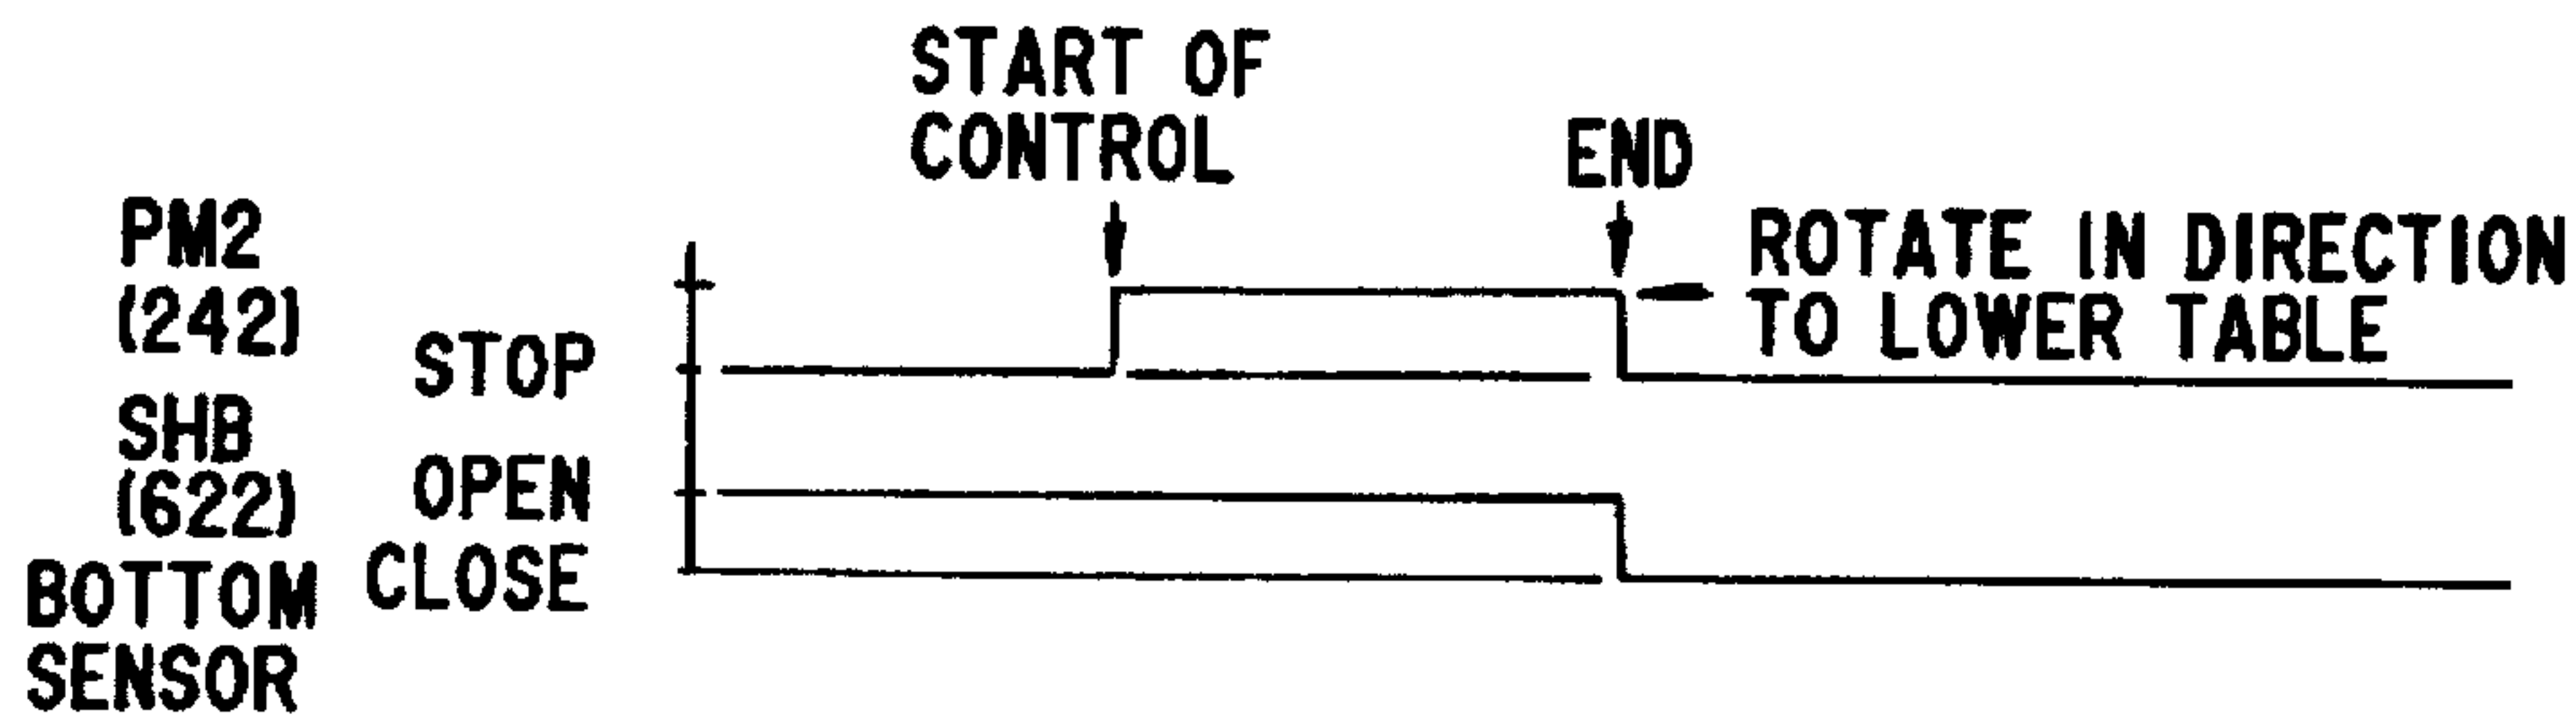 START OF
CONTROL
END
PM2
(242)
ROTATE IN DIRECTION
TO LOWER TABLE
STOP
SHB
(622)
OPEN
CLOSE
BOTTOM
SENSOR